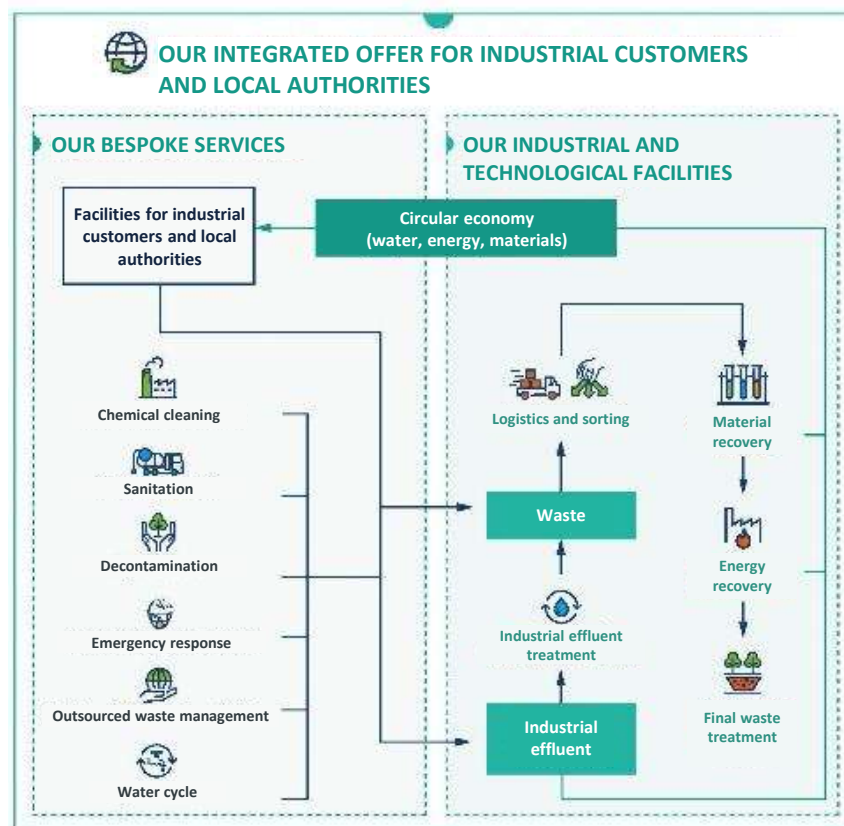 OUR INTEGRATED OFFER FOR INDUSTRIAL CUSTOMERS
AND LOCAL AUTHORITIES
OUR BESPOKE SERVICES
Facilities for industrial
customers and local
authorities
Chemical cleaning
Sanitation
Decontamination
Emergency response
Outsourced waste management
Water cycle
OUR INDUSTRIAL AND
TECHNOLOGICAL FACILITIES
Circular economy
(water, energy, materials)
Logistics and sorting
Waste
Industrial effluent
treatment
Industrial
effluent
Material
recovery
Energy
recovery
Final waste
treatment